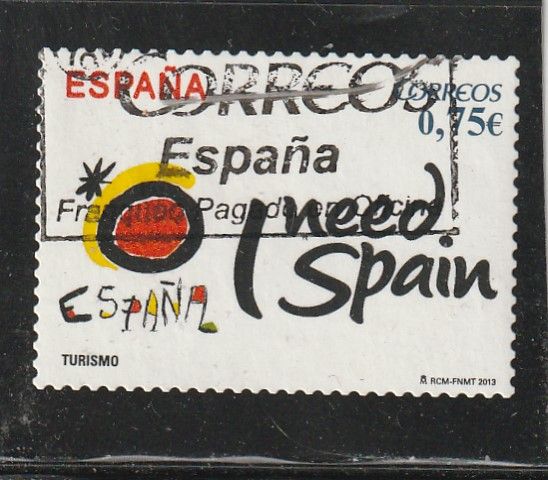 ESPAÑA
CORREOS
CORREOS
0,75€
España
Franqueo Pagado en Oficina
I need
Spain
ESPAÑA
TURISMO
RCM-FNMT 2013